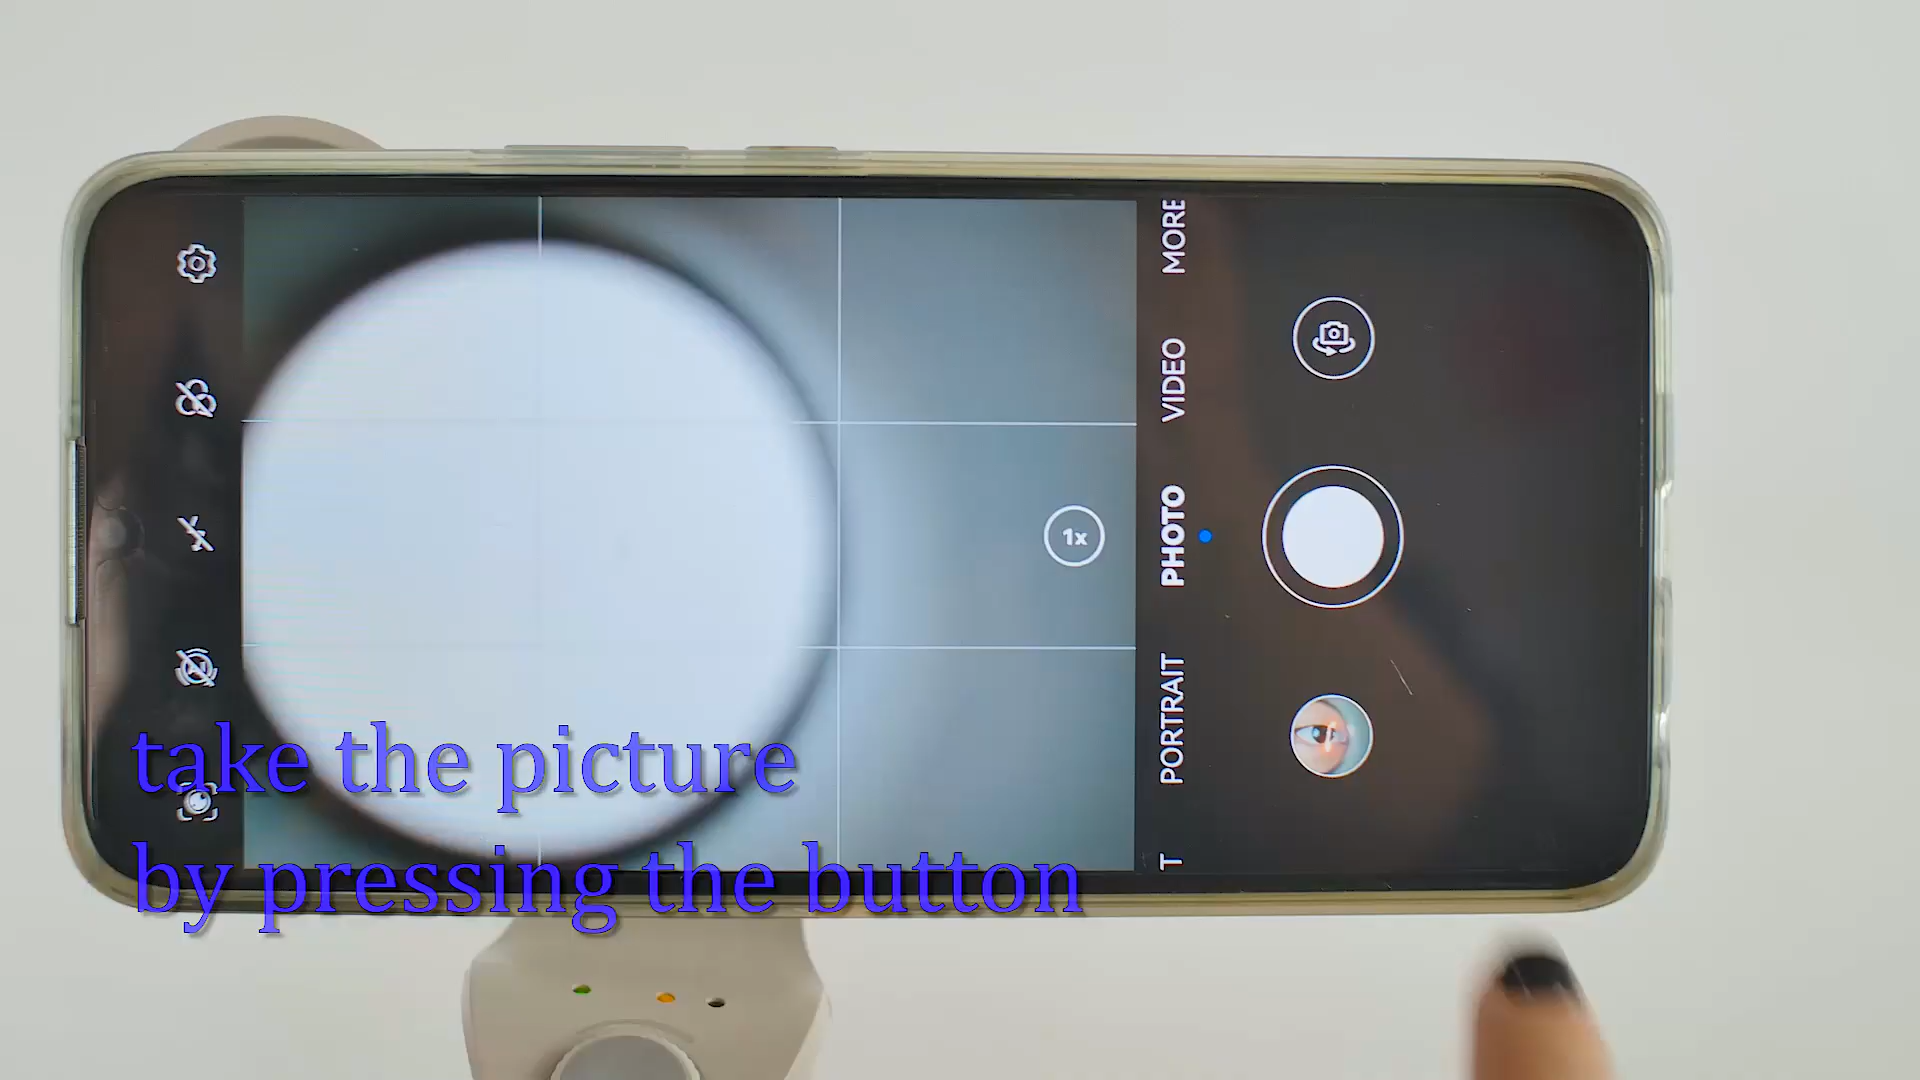 MORE
VIDEO
PHOTO
PORTRAIT
T
1x
take the picture
by pressing the button